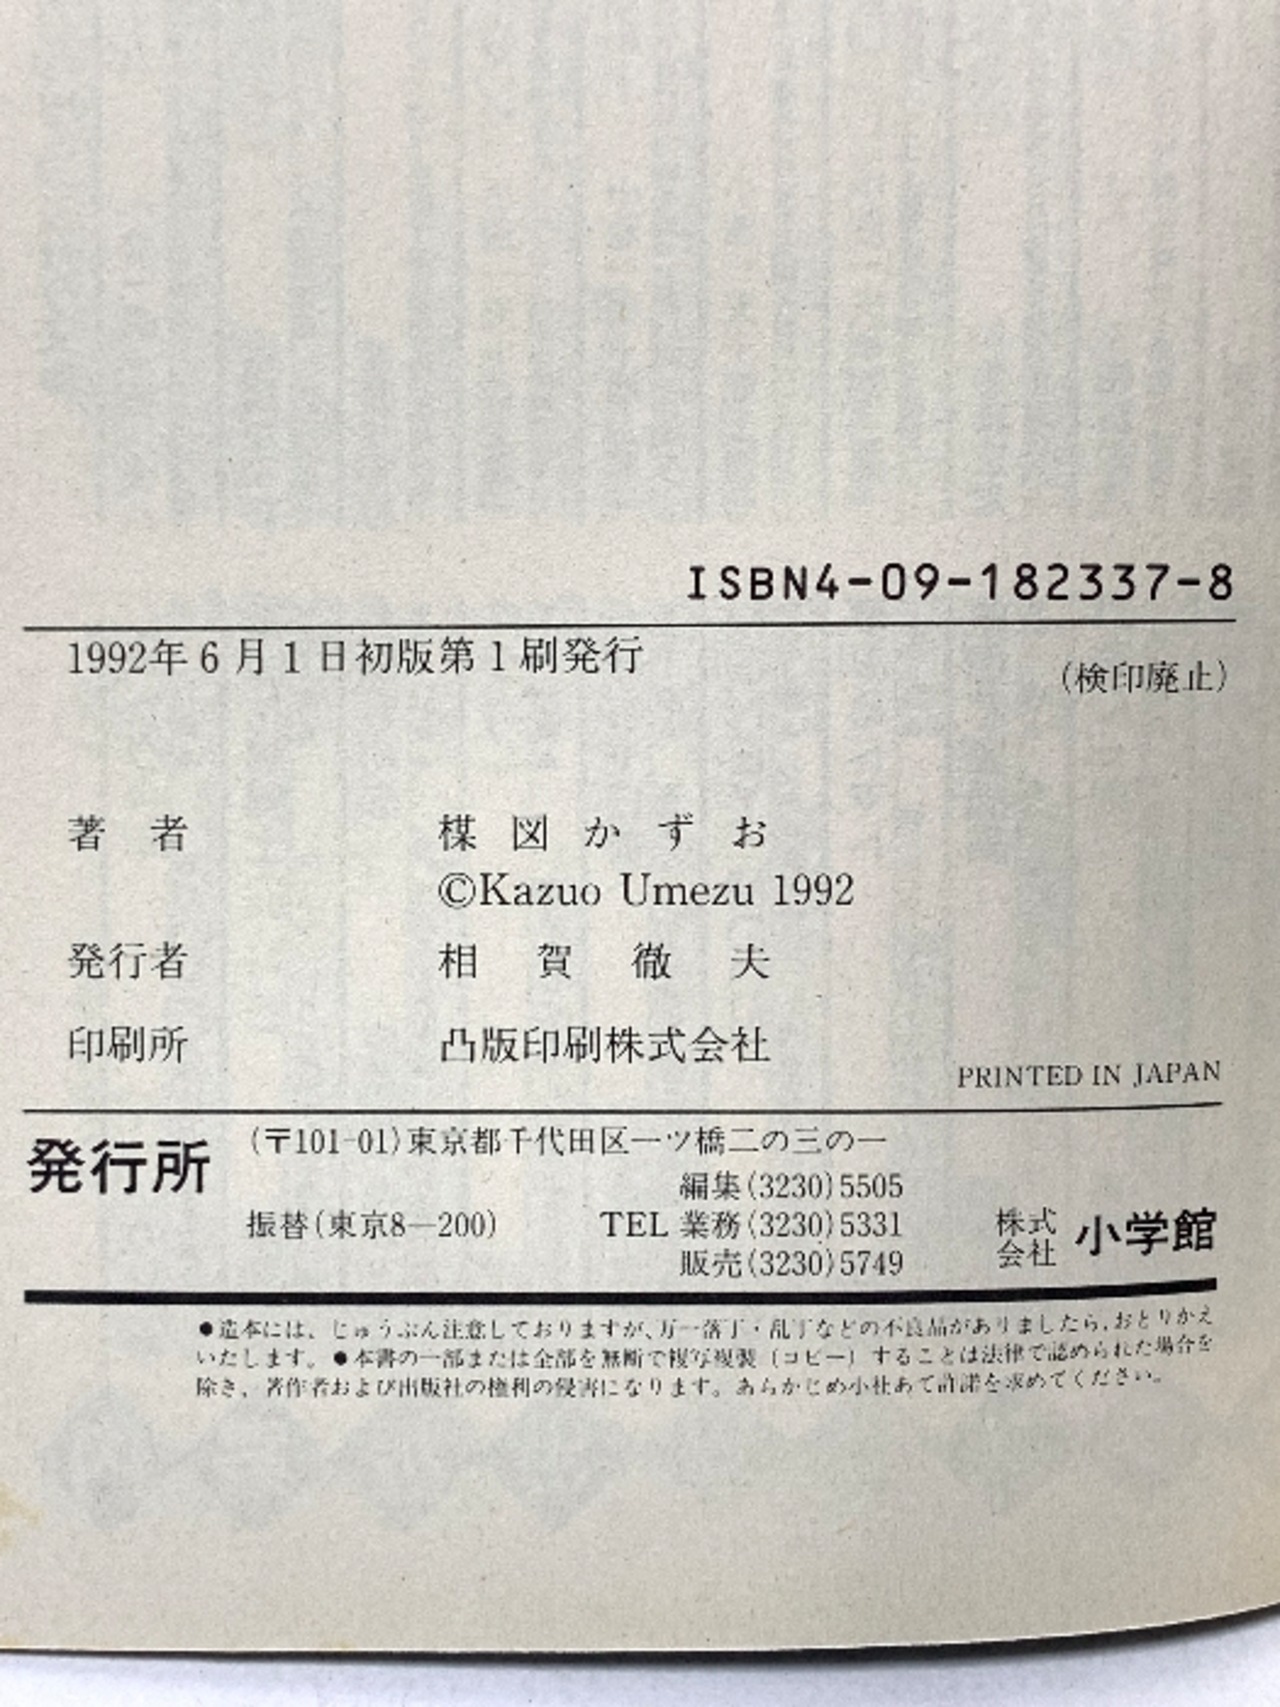 ISBN4-09-182337-8
1992年6月1日初版第1刷発行
(検印廃止)
著者 楳図かずお
©Kazuo Umezu 1992
発行者 相賀徹夫
印刷所 凸版印刷株式会社
PRINTED IN JAPAN
発行所 (〒101-01)東京都千代田区一ツ橋二の三の一
編集(3230)5505
振替(東京8—200) TEL 業務(3230)5331
販売(3230)5749
株式会社 小学館
●造本には、じゅうぶん注意しておりますが、万一落丁・乱丁などの不良品がありましたら、おとりかえ
いたします。●本書の一部または全部を無断で複写複製(コピー)することは法律で認められた場合を
除き、著作者および出版社の権利の侵害になります。あらかじめ小社あて許諾を求めてください。